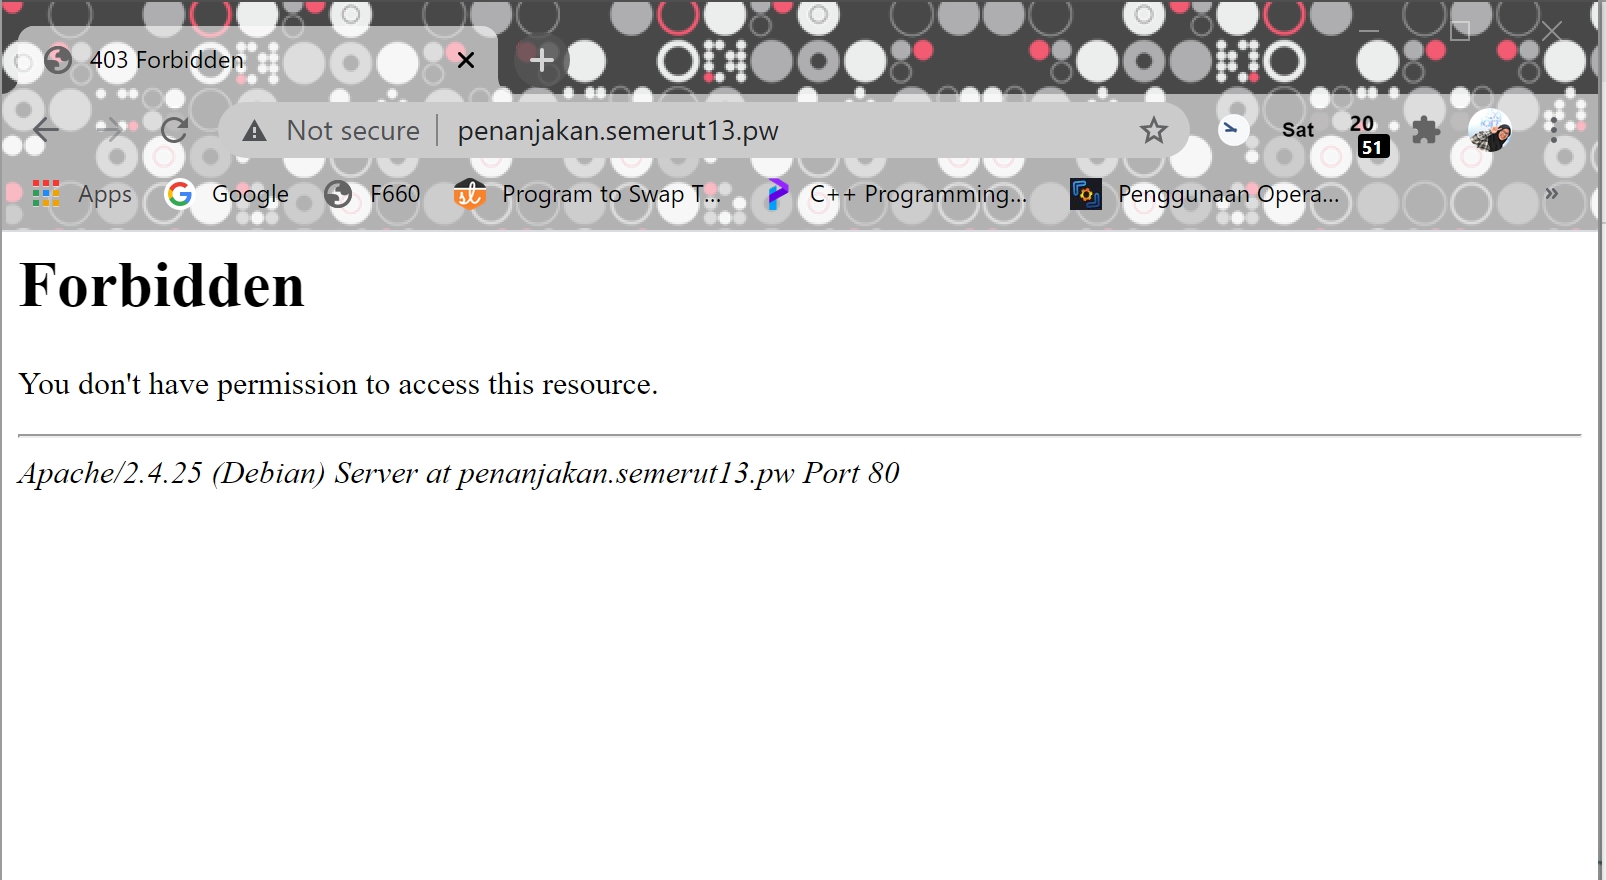 403 Forbidden
Not secure penanjakan.semerut13.pw
Sat 20 51
Apps Google F660 Program to Swap T... C++ Programming... Penggunaan Opera... »
Forbidden
You don't have permission to access this resource.
Apache/2.4.25 (Debian) Server at penanjakan.semerut13.pw Port 80